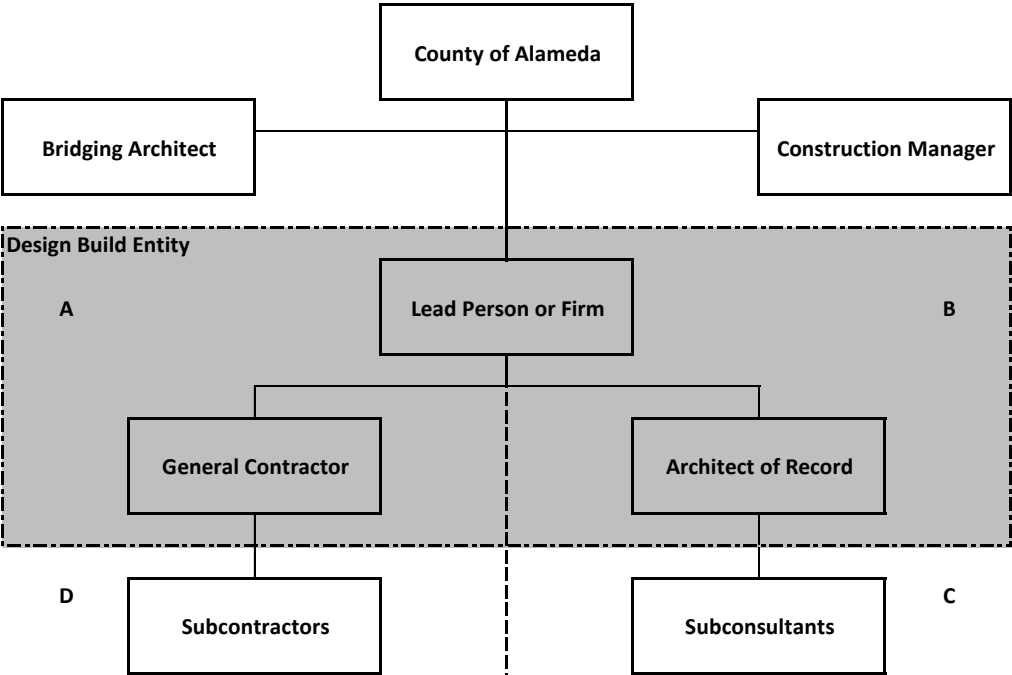 County of Alameda
Bridging Architect
Construction Manager
Design Build Entity
A
Lead Person or Firm
B
General Contractor
Architect of Record
D
Subcontractors
Subconsultants
C